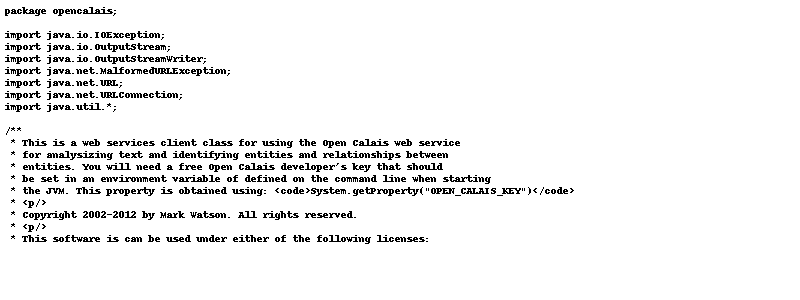 package opencalais;

import java.io.IOException;
import java.io.OutputStream;
import java.io.OutputStreamWriter;
import java.net.MalformedURLException;
import java.net.URL;
import java.net.URLConnection;
import java.util.*;

/**
 * This is a web services client class for using the Open Calais web service
 * for analysizing text and identifying entities and relationships between
 * entities. You will need a free Open Calais developer's key that should
 * be set in an environment variable of defined on the command line when starting
 * the JVM. This property is obtained using: <code>System.getProperty("OPEN_CALAIS_KEY")</code>
 * <p/>
 * Copyright 2002-2012 by Mark Watson. All rights reserved.
 * <p/>
 * This software is can be used under either of the following licenses: